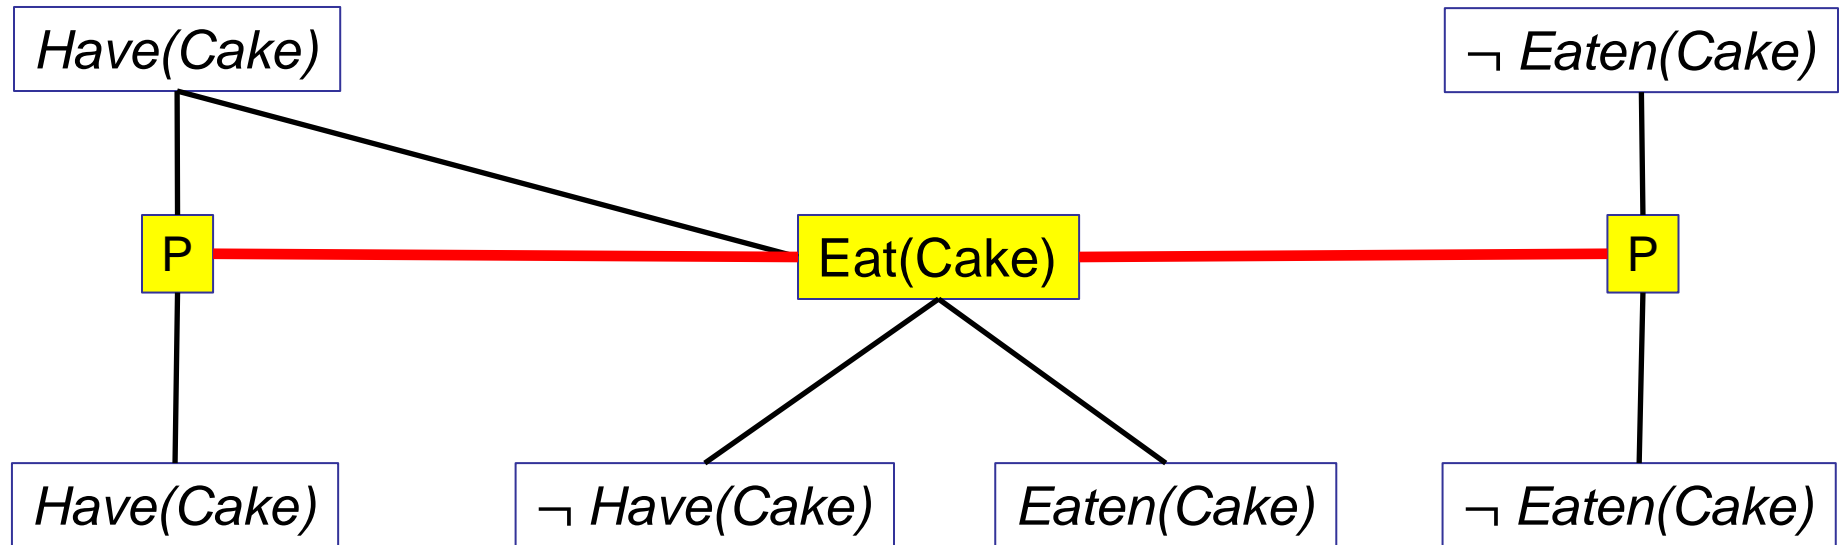 Have(Cake)
¬ Eaten(Cake)
P
Eat(Cake)
P
Have(Cake)
¬ Have(Cake)
Eaten(Cake)
¬ Eaten(Cake)